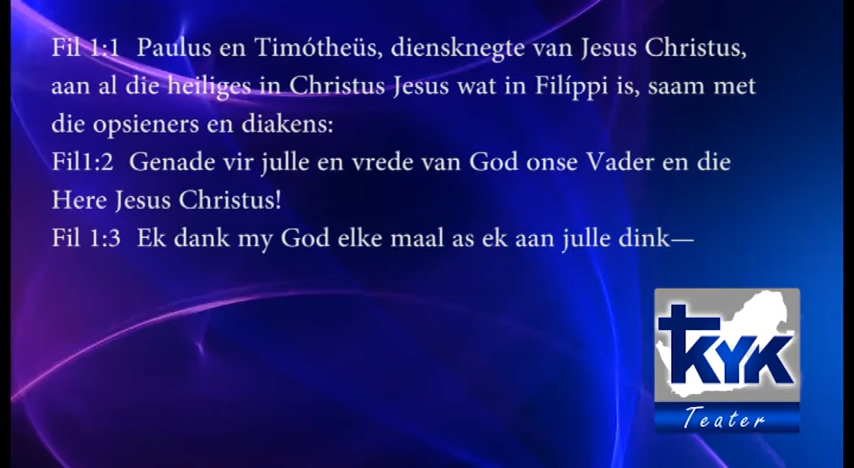 Fil 1:1 Paulus en Timótheüs, diensknegte van Jesus Christus,
aan al die heiliges in Christus Jesus wat in Filíppi is, saam met
die opsieners en diakens:
Fil1:2 Genade vir julle en vrede van God onse Vader en die
Here Jesus Christus!
Fil 1:3 Ek dank my God elke maal as ek aan julle dink—
KYK
Teater